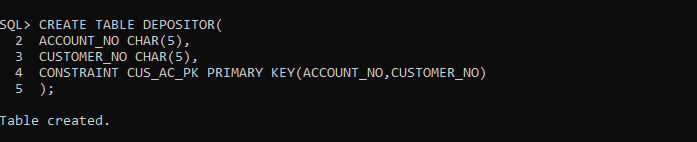 SQL> CREATE TABLE DEPOSITOR(
  2  ACCOUNT_NO CHAR(5),
  3  CUSTOMER_NO CHAR(5),
  4  CONSTRAINT CUS_AC_PK PRIMARY KEY(ACCOUNT_NO,CUSTOMER_NO)
  5  );
Table created.